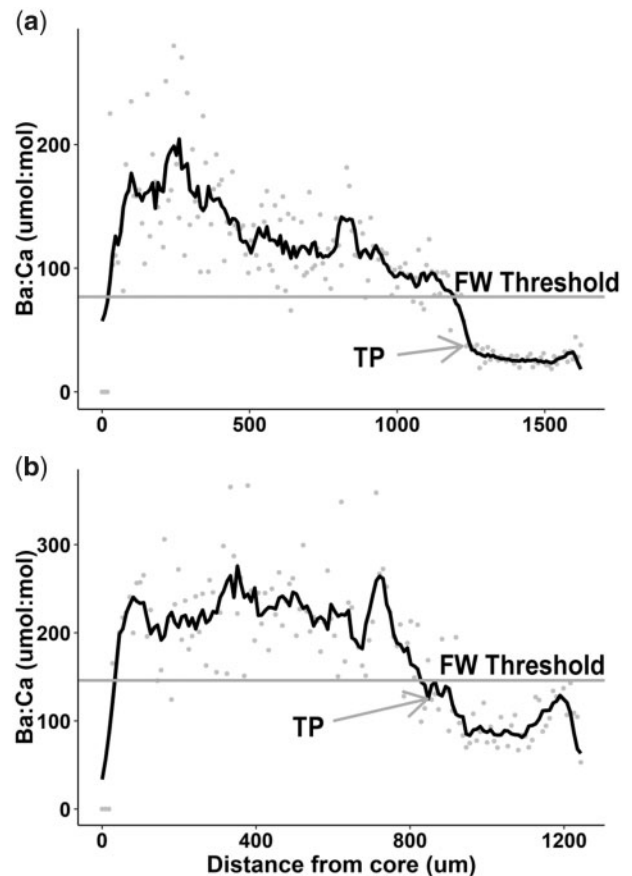 (a)
Ba:Ca (umol:mol)
200
100
0
FW Threshold
TP
0 500 1000 1500
(b)
Ba:Ca (umol:mol)
300
200
100
0
FW Threshold
TP
0 400 800 1200
Distance from core (um)